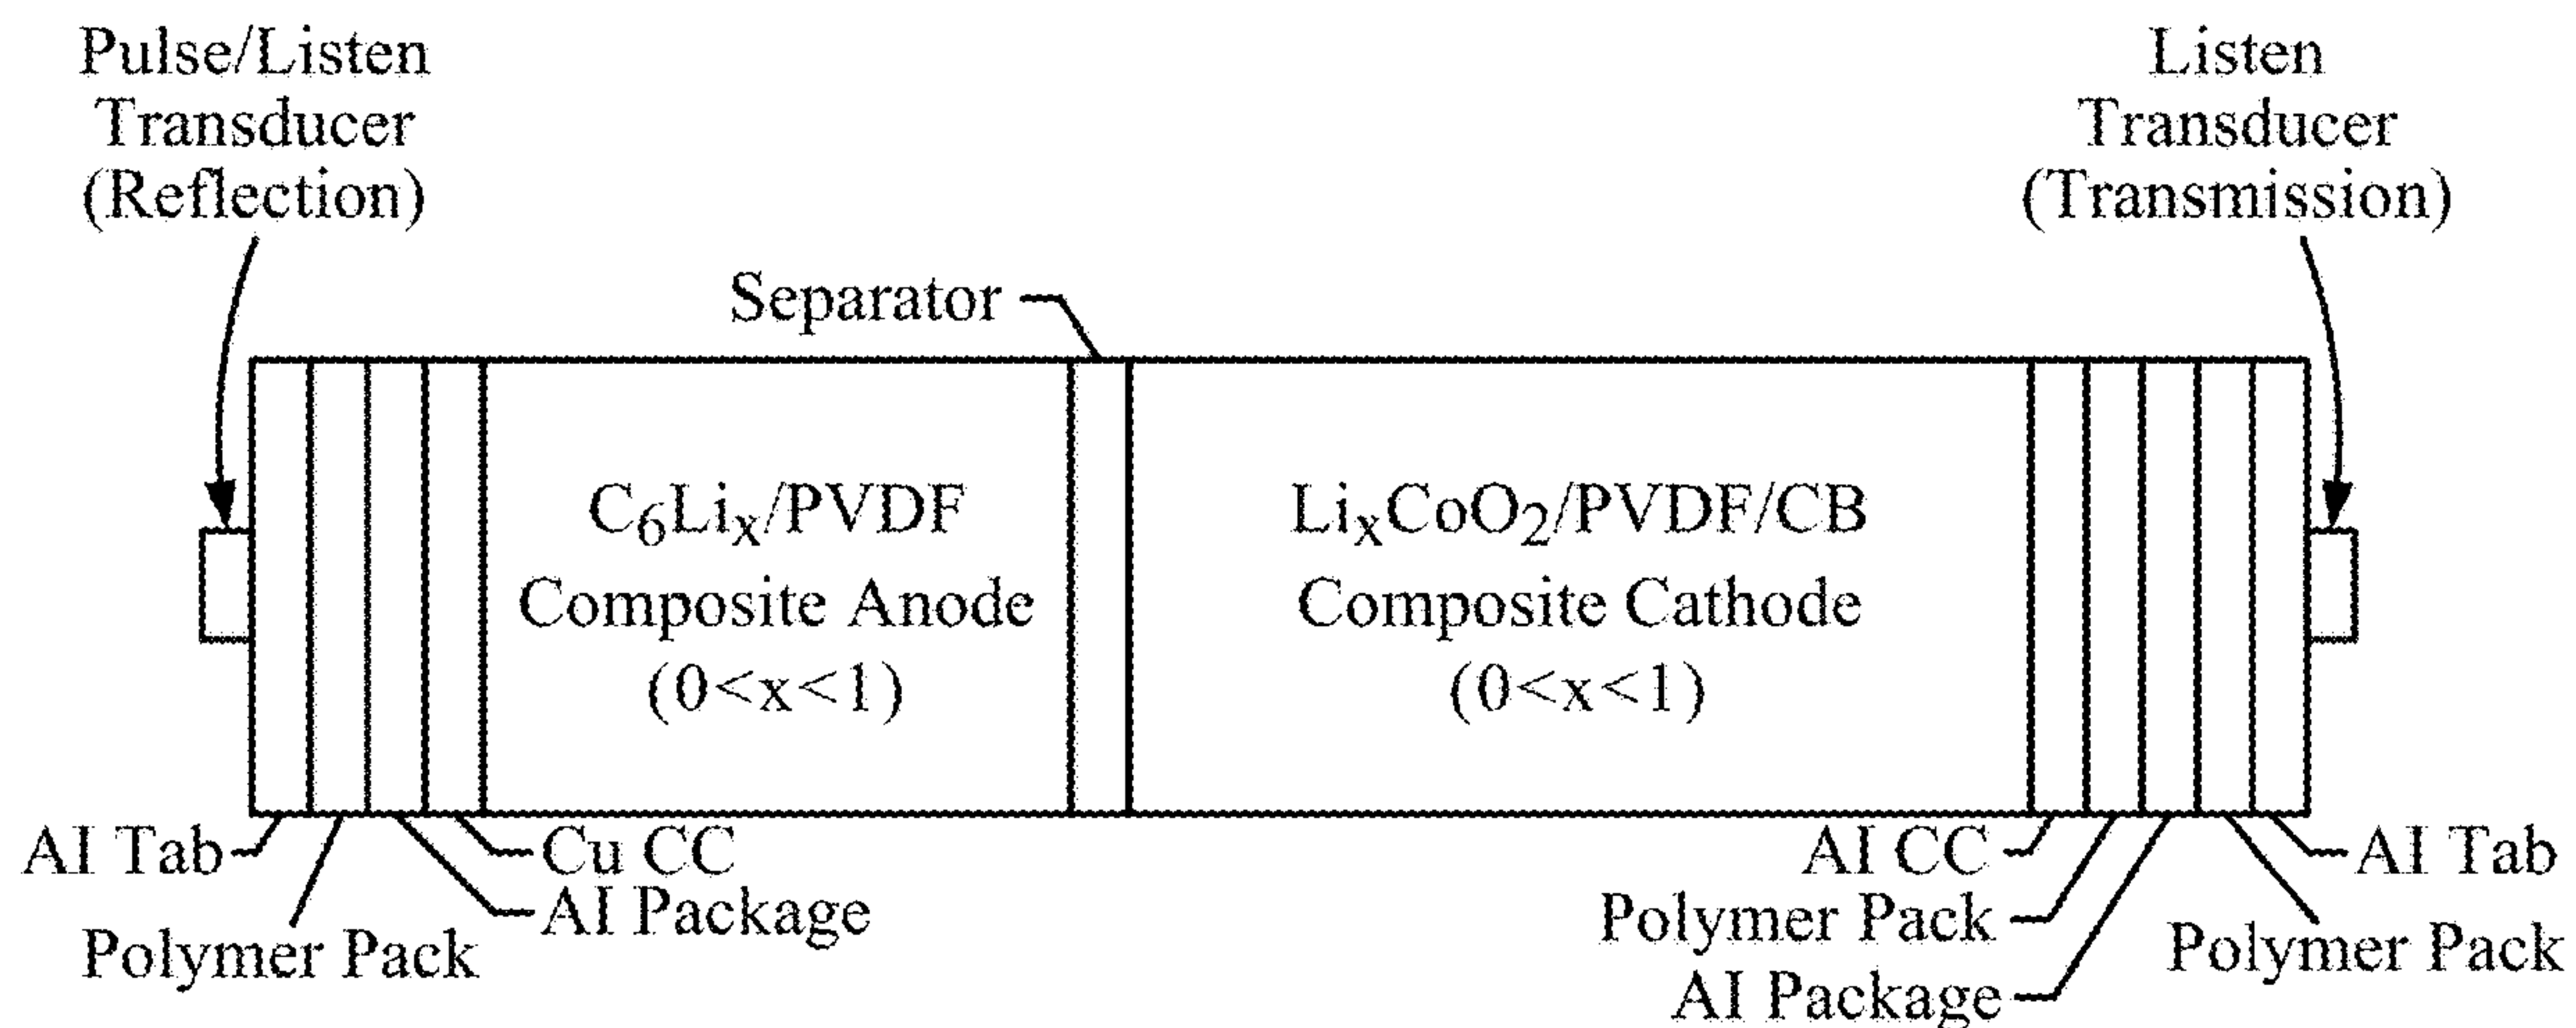 Pulse/Listen
Transducer
(Reflection)
Listen
Transducer
(Transmission)
Separator
C₆Liₓ/PVDF
Composite Anode
(0<x<1)
LiₓCoO₂/PVDF/CB
Composite Cathode
(0<x<1)
Al Tab
Polymer Pack
Cu CC
Al Package
Al CC
Polymer Pack
Al Package
Al Tab
Polymer Pack